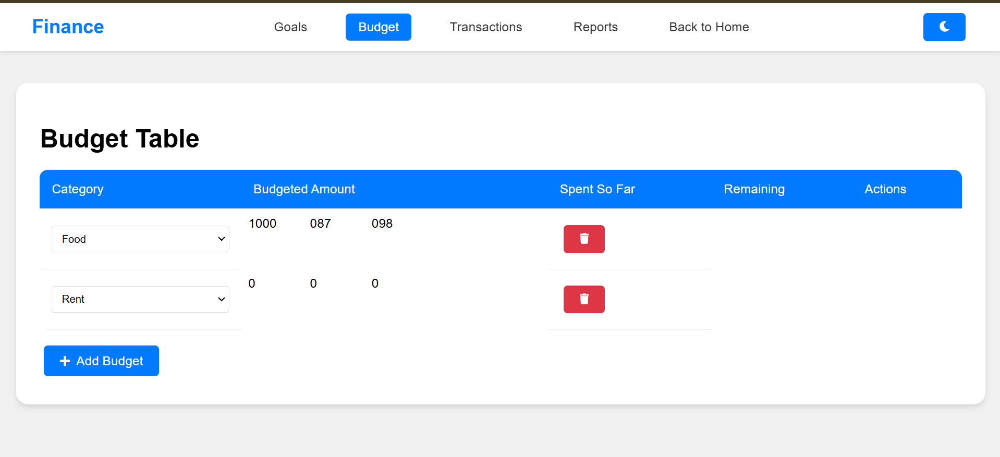 Finance Goals Budget Transactions Reports Back to Home
Budget Table
Category Budgeted Amount Spent So Far Remaining Actions
Food 1000 087 098
Rent 0 0 0
Add Budget